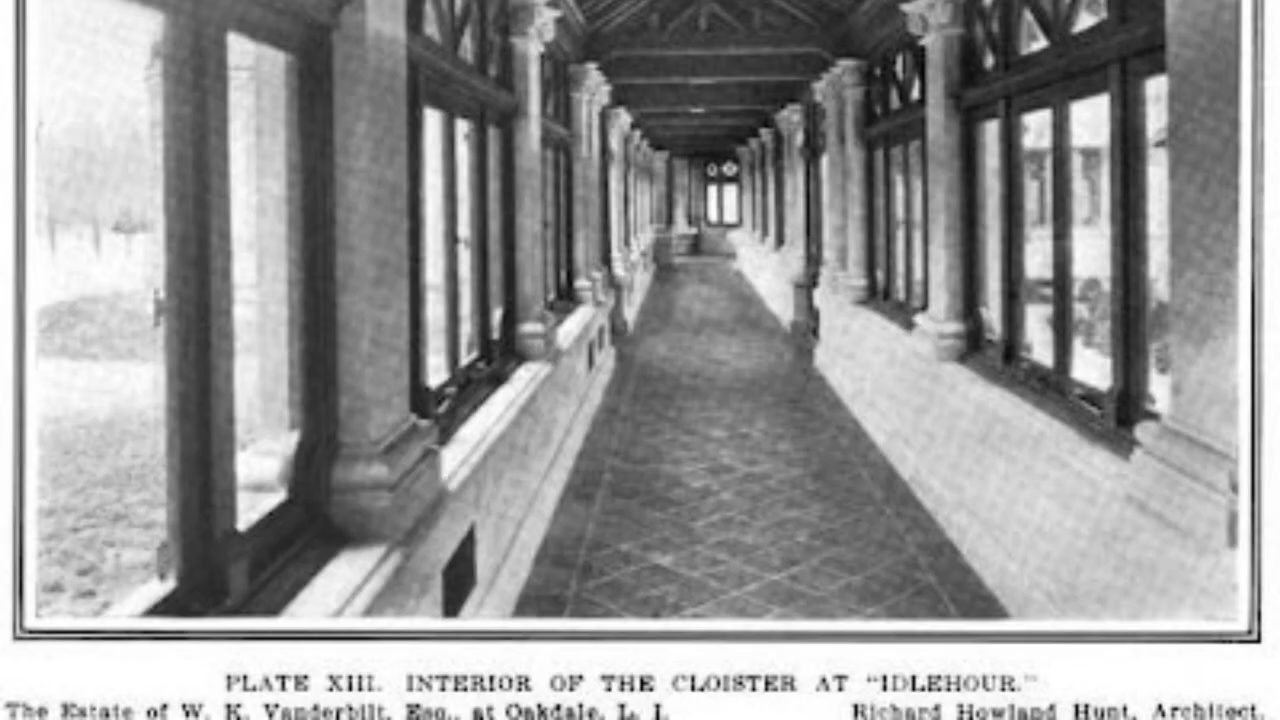 PLATE XIII. INTERIOR OF THE CLOISTER AT "IDLEHOUR."
The Estate of W. K. Vanderbilt, Esq., at Oakdale, L. I. Richard Howland Hunt, Architect.